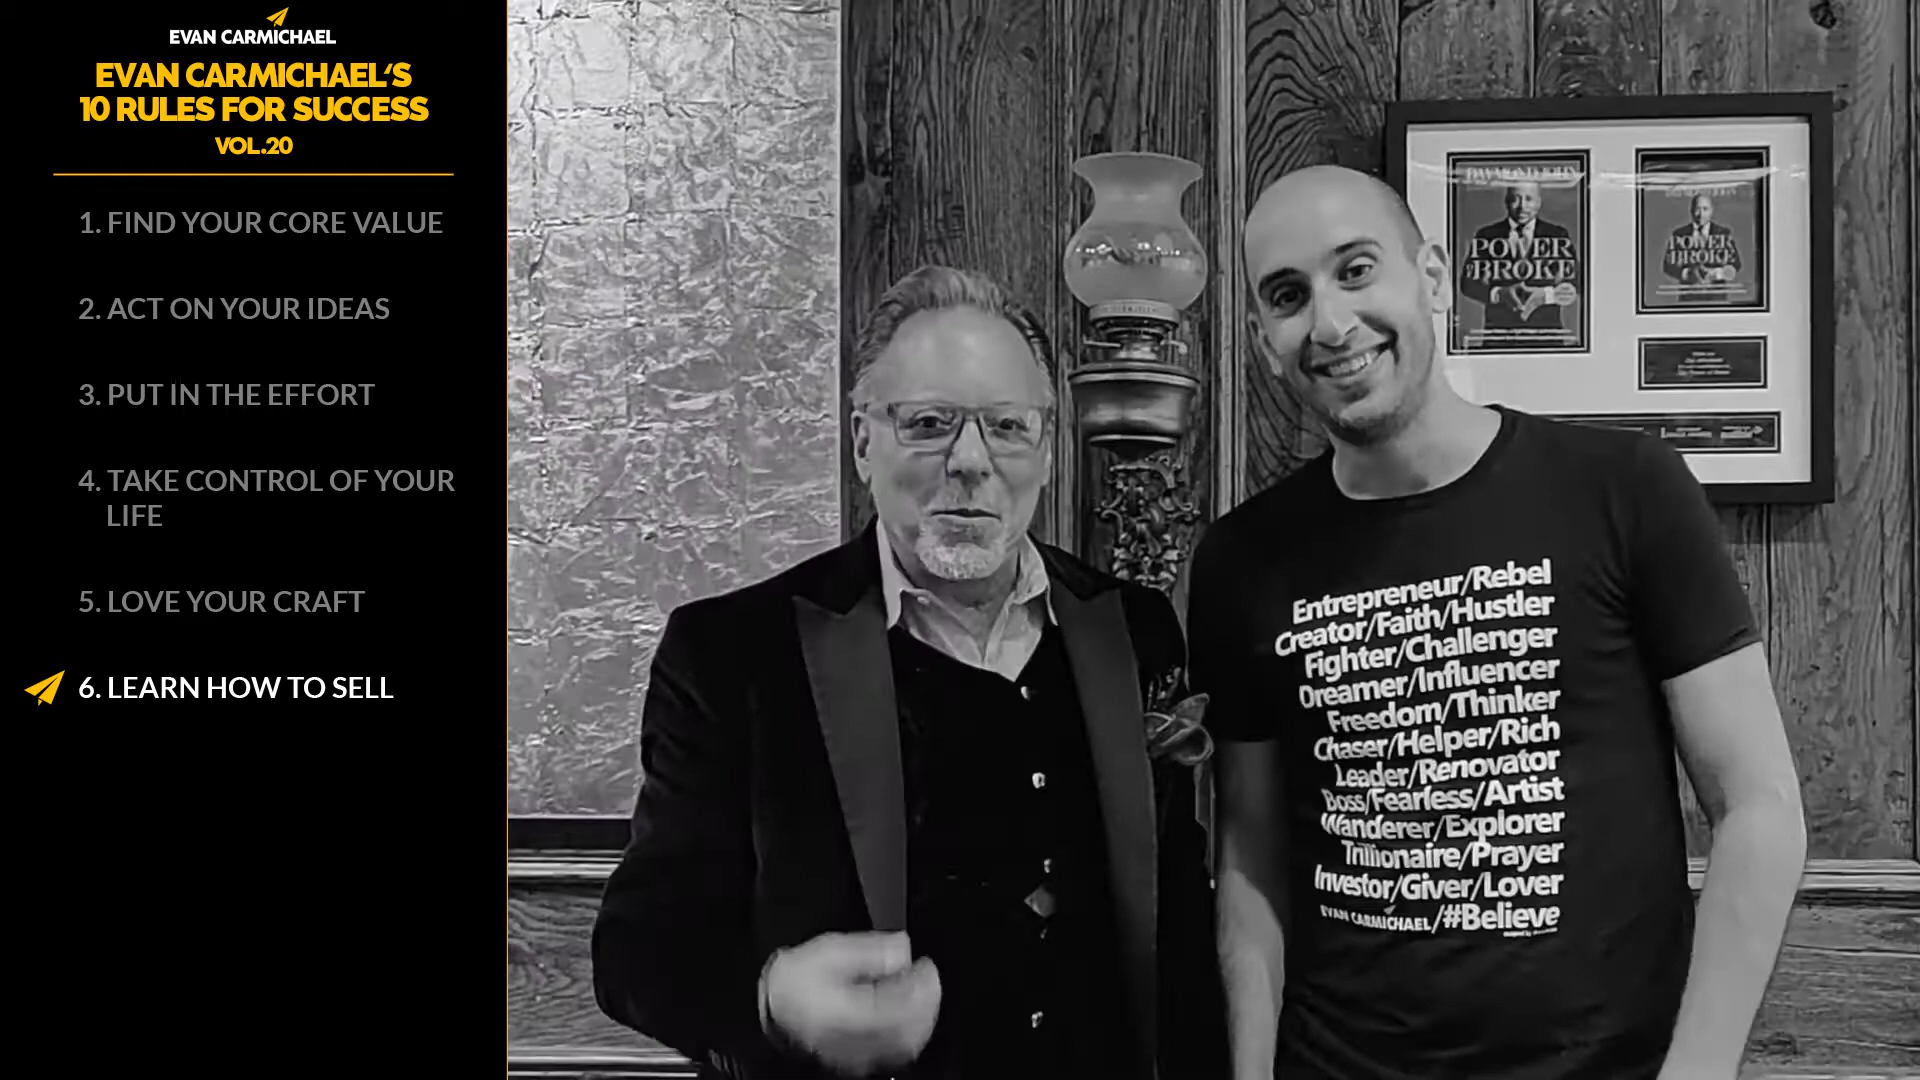 EVAN CARMICHAEL
EVAN CARMICHAEL'S
10 RULES FOR SUCCESS
VOL.20
1. FIND YOUR CORE VALUE
2. ACT ON YOUR IDEAS
3. PUT IN THE EFFORT
4. TAKE CONTROL OF YOUR
LIFE
5. LOVE YOUR CRAFT
6. LEARN HOW TO SELL
DAYMOND JOHN
POWER
OF BROKE
POWER
BROKE
Entrepreneur/Rebel
Creator/Faith/Hustler
Fighter/Challenger
Dreamer/Influencer
Freedom/Thinker
Chaser/Helper/Rich
Leader/Renovator
Boss/Fearless/Artist
Wanderer/Explorer
Trillionaire/Prayer
Investor/Giver/Lover
EVAN CARMICHAEL/#Believe